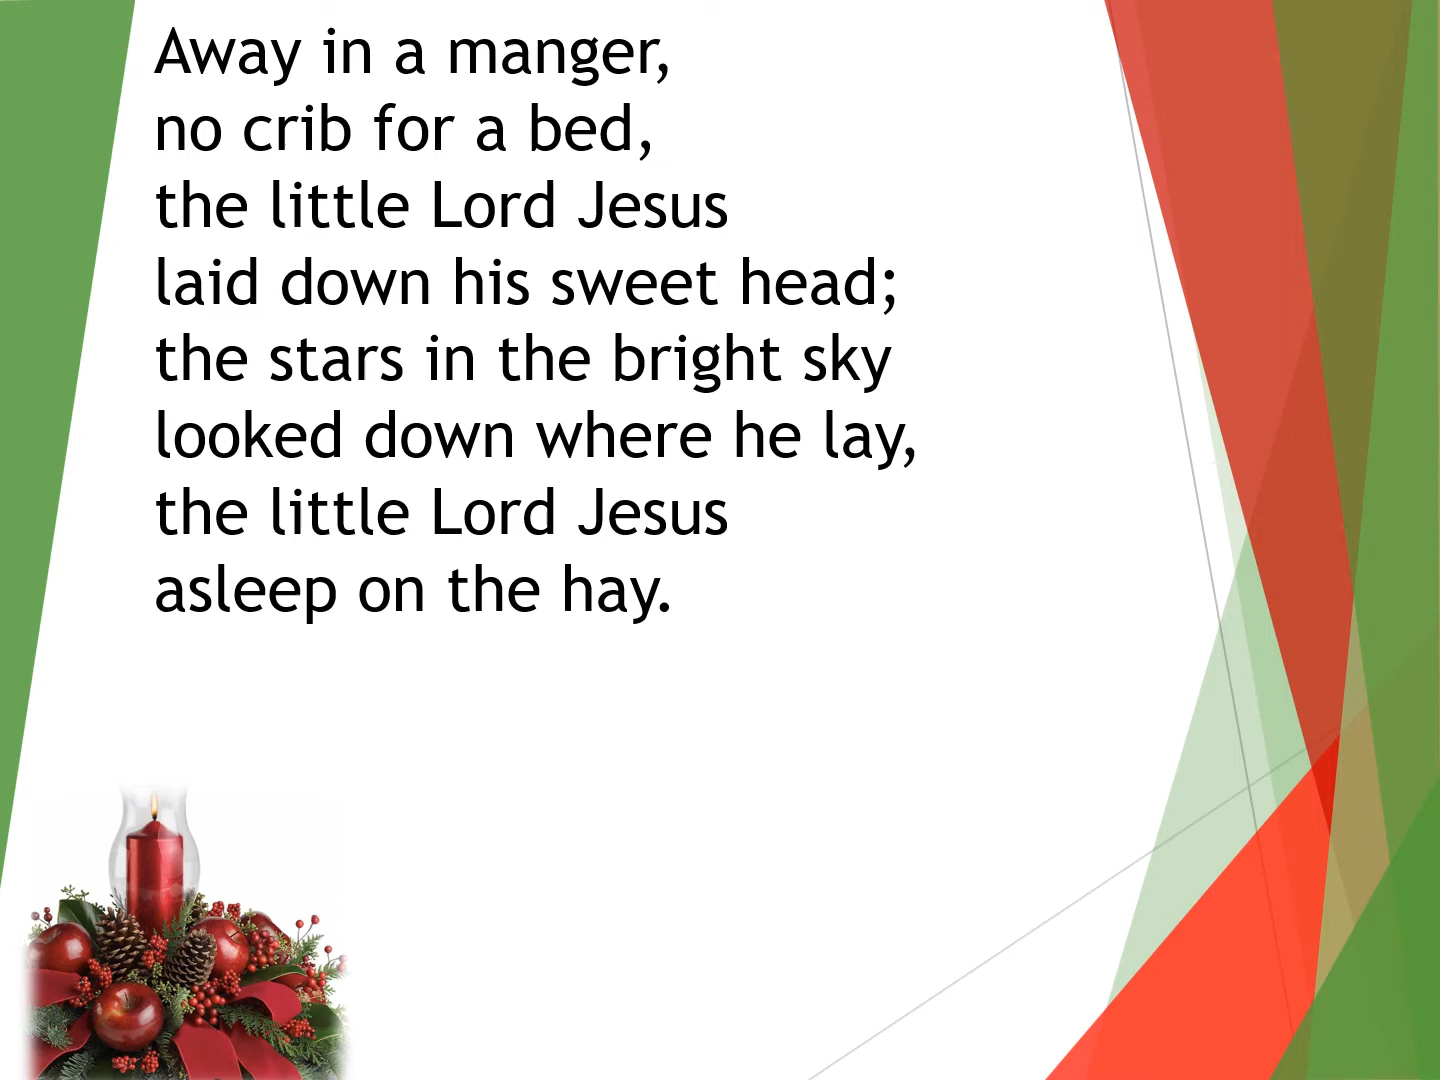 Away in a manger,
no crib for a bed,
the little Lord Jesus
laid down his sweet head;
the stars in the bright sky
looked down where he lay,
the little Lord Jesus
asleep on the hay.